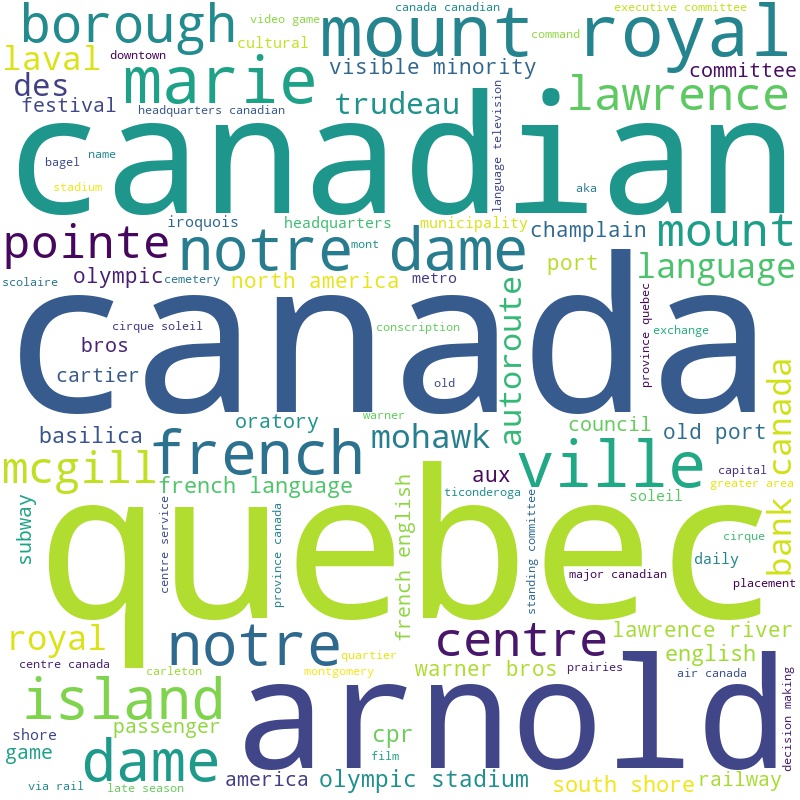 borough
video game
canada canadian
executive committee
mount
royal
command
cultural
laval
downtown
marie
visible minority
committee
des
festival
headquarters canadian
trudeau
language television
lawrence
canadian
bagel
name
stadium
aka
iroquois
headquarters
municipality
champlain
mount
pointe
notre dame
mont
port
language
scolaire
olympic
cemetery
north america
metro
autoroute
province quebec
canada
cirque soleil
conscription
exchange
bros
cartier
old
bank canada
warner
oratory
council
basilica
french
mohawk
old port
mcgill
ville
capital
aux
greater area
french language
ticonderoga
soleil
subway
quebec
centre service
province canada
french english
standing committee
cirque
daily
major canadian
placement
royal
notre
centre
lawrence river
quartier
english
centre canada
carleton
montgomery
warner bros
prairies
air canada
decision making
island
arnold
passenger
shore
game
dame
cpr
film
via rail
late season
america
olympic stadium
south shore
railway